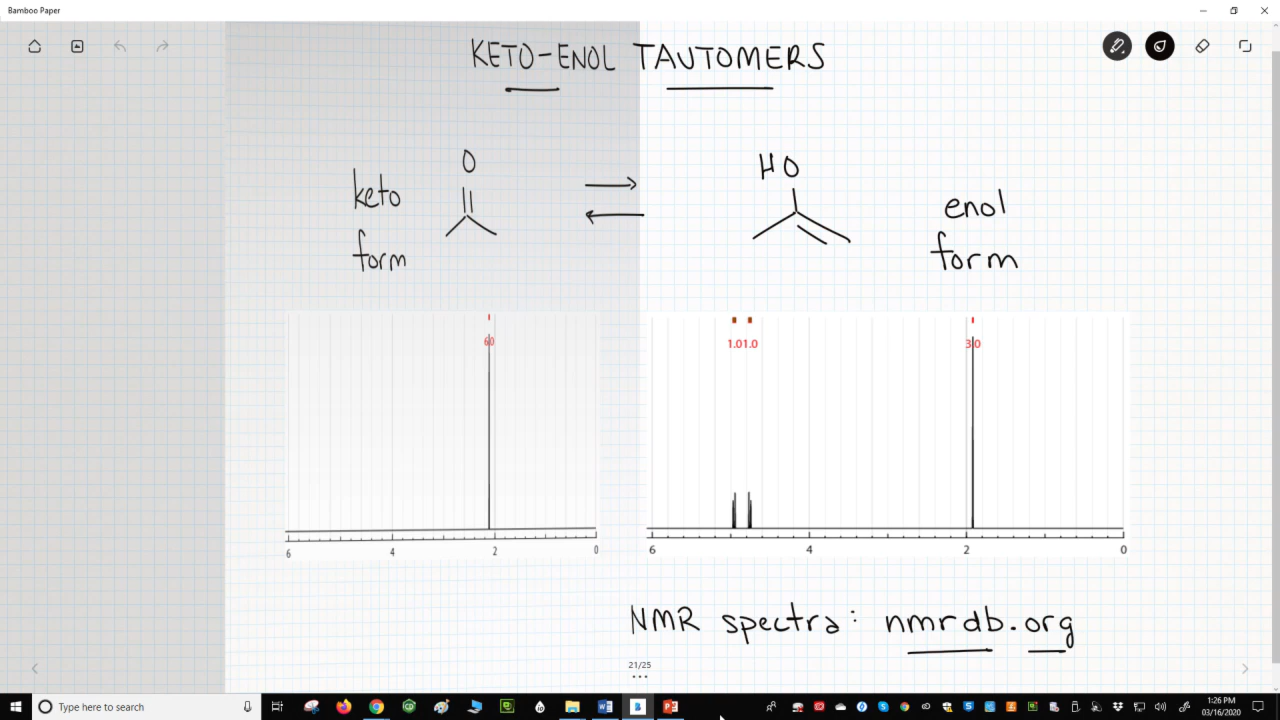 Bamboo Paper
KETO-ENOL TAUTOMERS
O
HO
keto
form
enol
form
6.0
1.0 1.0
3.0
6 4 2 0
6 4 2 0
NMR spectra: nmrdb.org
21/25
Type here to search
1:26 PM
03/16/2020